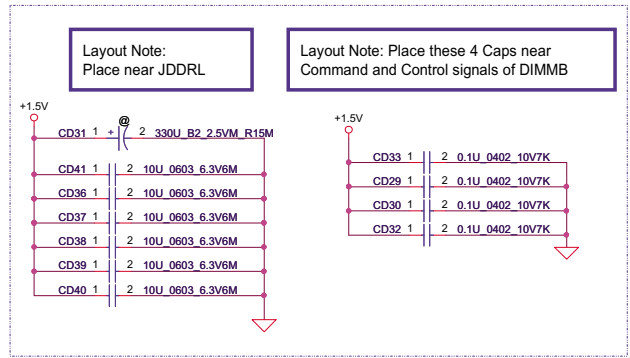 Layout Note:
Place near JDDRL
Layout Note: Place these 4 Caps near
Command and Control signals of DIMMB
+1.5V
@
CD31 1 + 2 330U_B2_2.5VM_R15M
CD41 1 2 10U_0603_6.3V6M
CD36 1 2 10U_0603_6.3V6M
CD37 1 2 10U_0603_6.3V6M
CD38 1 2 10U_0603_6.3V6M
CD39 1 2 10U_0603_6.3V6M
CD40 1 2 10U_0603_6.3V6M
+1.5V
CD33 1 2 0.1U_0402_10V7K
CD29 1 2 0.1U_0402_10V7K
CD30 1 2 0.1U_0402_10V7K
CD32 1 2 0.1U_0402_10V7K